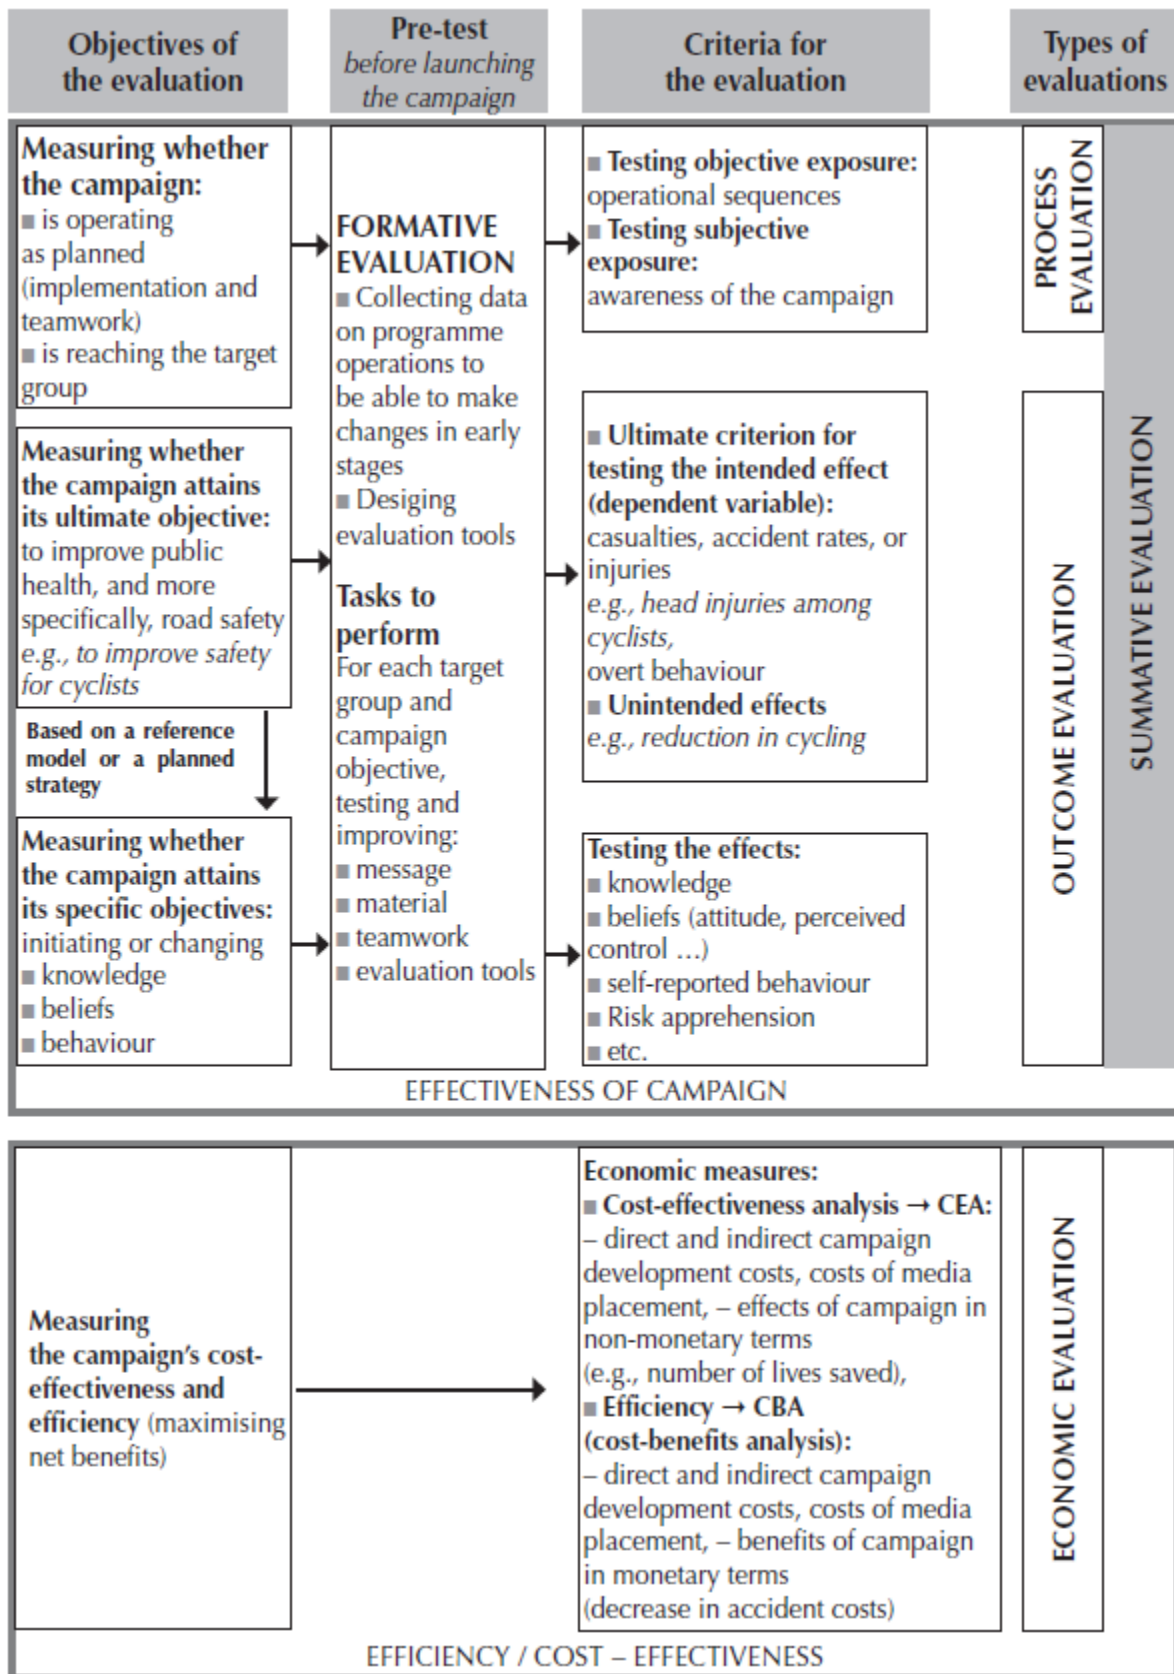 Objectives of
the evaluation
Pre-test
before launching
the campaign
Criteria for
the evaluation
Types of
evaluations
Measuring whether
the campaign:
■ is operating
as planned
(implementation and
teamwork)
■ is reaching the target
group
Measuring whether
the campaign attains
its ultimate objective:
to improve public
health, and more
specifically, road safety
e.g., to improve safety
for cyclists
Based on a reference
model or a planned
strategy
Measuring whether
the campaign attains
its specific objectives:
initiating or changing
■ knowledge
■ beliefs
■ behaviour
FORMATIVE
EVALUATION
■ Collecting data
on programme
operations to
be able to make
changes in early
stages
■ Desiging
evaluation tools
Tasks to
perform
For each target
group and
campaign
objective,
testing and
improving:
■ message
■ material
■ teamwork
■ evaluation tools
■ Testing objective exposure:
operational sequences
■ Testing subjective
exposure:
awareness of the campaign
■ Ultimate criterion for
testing the intended effect
(dependent variable):
casualties, accident rates, or
injuries
e.g., head injuries among
cyclists,
overt behaviour
■ Unintended effects
e.g., reduction in cycling
Testing the effects:
■ knowledge
■ beliefs (attitude, perceived
control ...)
■ self-reported behaviour
■ Risk apprehension
■ etc.
PROCESS
EVALUATION
OUTCOME EVALUATION
SUMMATIVE EVALUATION
EFFECTIVENESS OF CAMPAIGN
Measuring
the campaign's cost-
effectiveness and
efficiency (maximising
net benefits)
Economic measures:
■ Cost-effectiveness analysis → CEA:
– direct and indirect campaign
development costs, costs of media
placement, – effects of campaign in
non-monetary terms
(e.g., number of lives saved),
■ Efficiency → CBA
(cost-benefits analysis):
– direct and indirect campaign
development costs, costs of media
placement, – benefits of campaign
in monetary terms
(decrease in accident costs)
ECONOMIC EVALUATION
EFFICIENCY / COST – EFFECTIVENESS